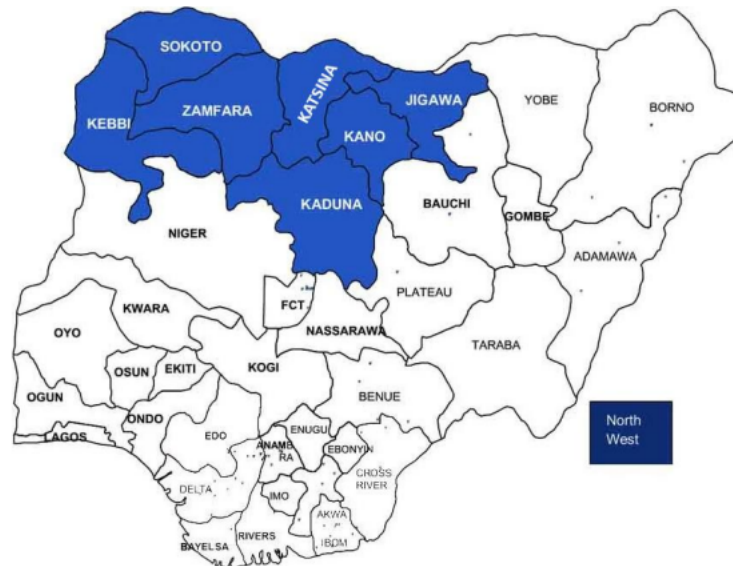 SOKOTO
KATSINA
YOBE
BORNO
KEBBI
ZAMFARA
JIGAWA
KANO
KADUNA
BAUCHI
GOMBE
NIGER
ADAMAWA
FCT
PLATEAU
KWARA
NASSARAWA
OYO
TARABA
OSUN
EKITI
KOGI
BENUE
OGUN
ONDO
EDO
ENUGU
LAGOS
ANAMB
RA
EBONYIN
CROSS
RIVER
DELTA
IMO
AKWA
IBOM
BAYELSA
RIVERS
North
West